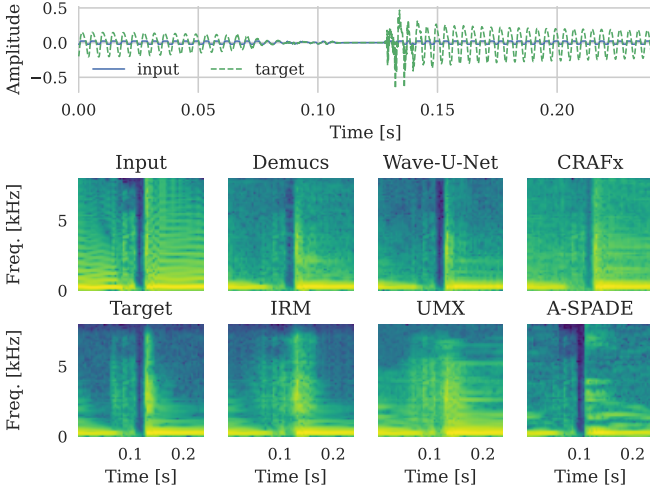 Amplitude
0.5
0.0
−0.5
input
target
0.00
0.05
0.10
0.15
0.20
Time [s]
Input
Demucs
Wave-U-Net
CRAFx
Freq. [kHz]
5
0
Target
IRM
UMX
A-SPADE
Freq. [kHz]
5
0
0.1
0.2
0.1
0.2
0.1
0.2
0.1
0.2
Time [s]
Time [s]
Time [s]
Time [s]